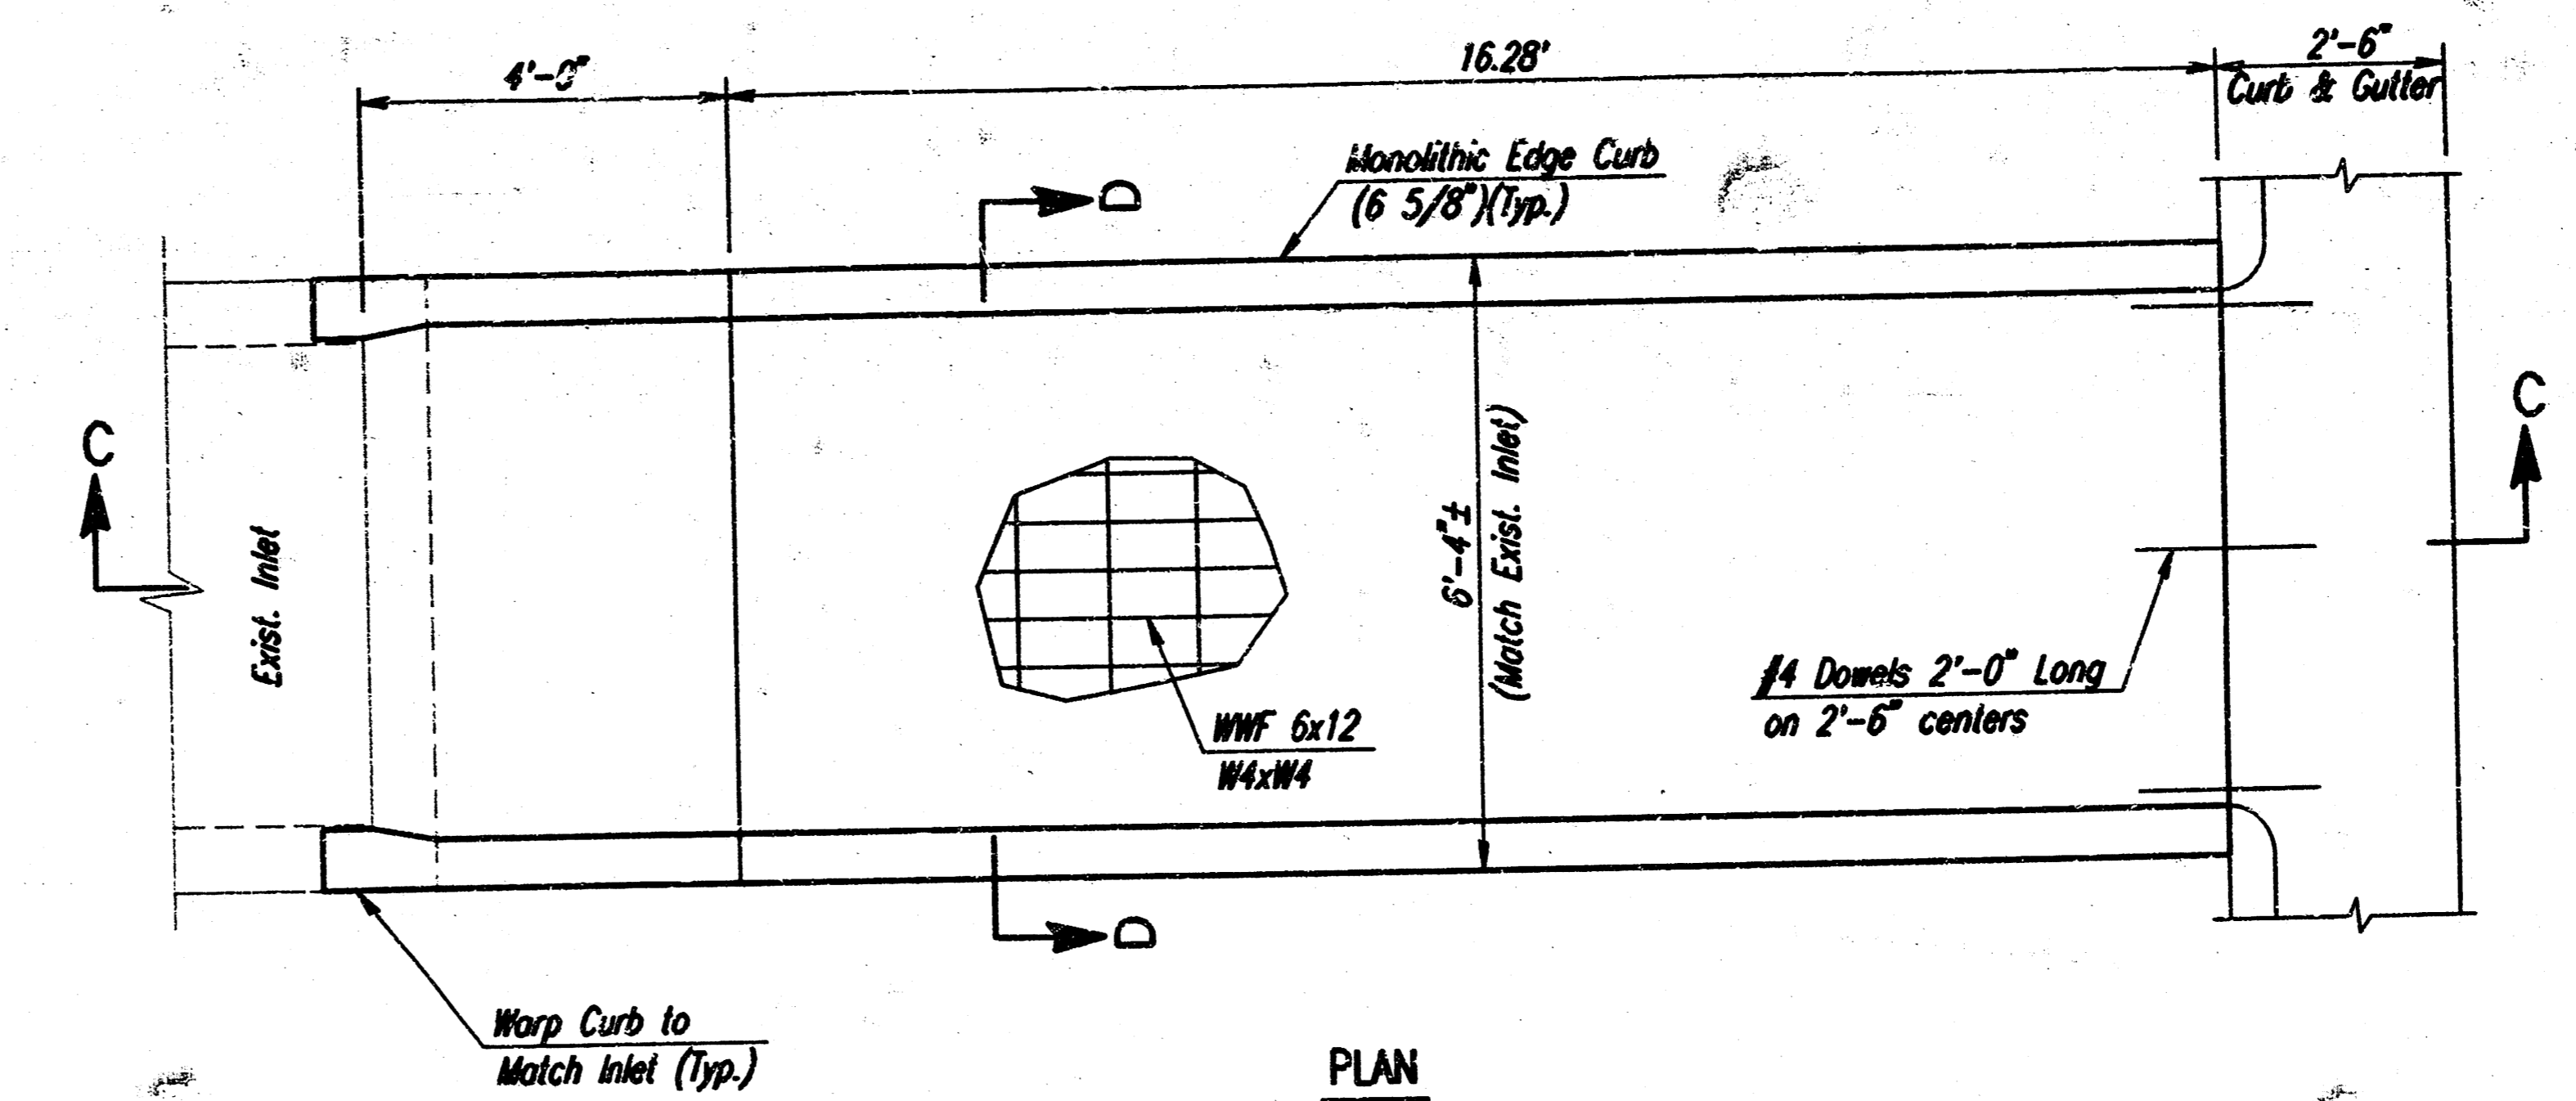 4'-0"
16.28'
2'-6"
Curb & Gutter
Monolithic Edge Curb
(6 5/8")(Typ.)
D
C
C
Exist. Inlet
6'-4"±
(Match Exist. Inlet)
WWF 6x12
W4xW4
#4 Dowels 2'-0" Long
on 2'-6" centers
D
Warp Curb to
Match Inlet (Typ.)
PLAN